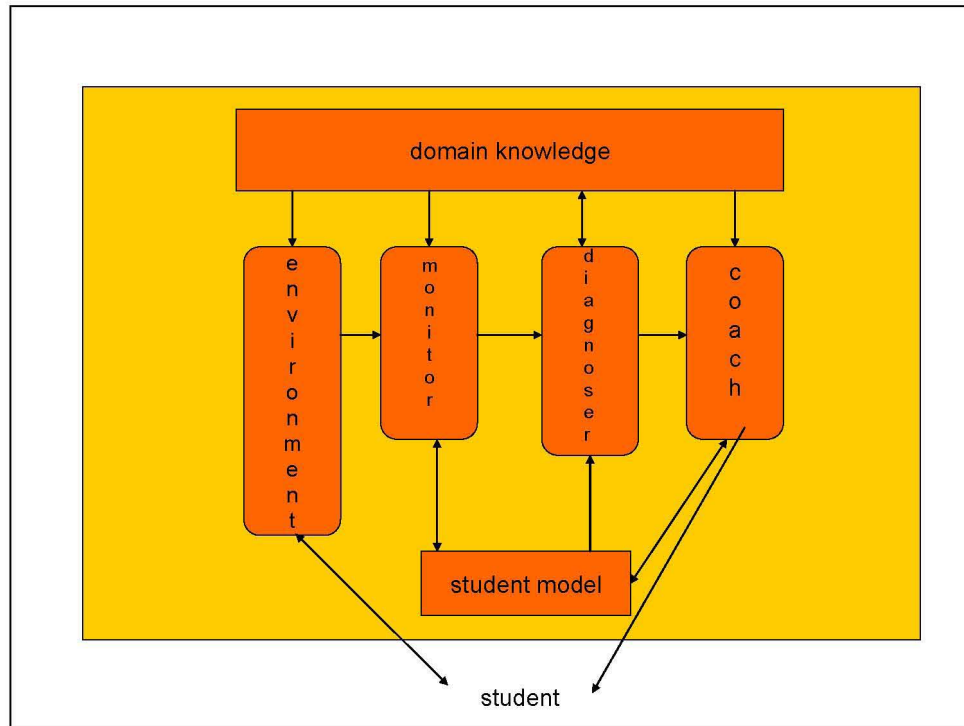 domain knowledge
environment
monitor
diagnoser
coach
student model
student